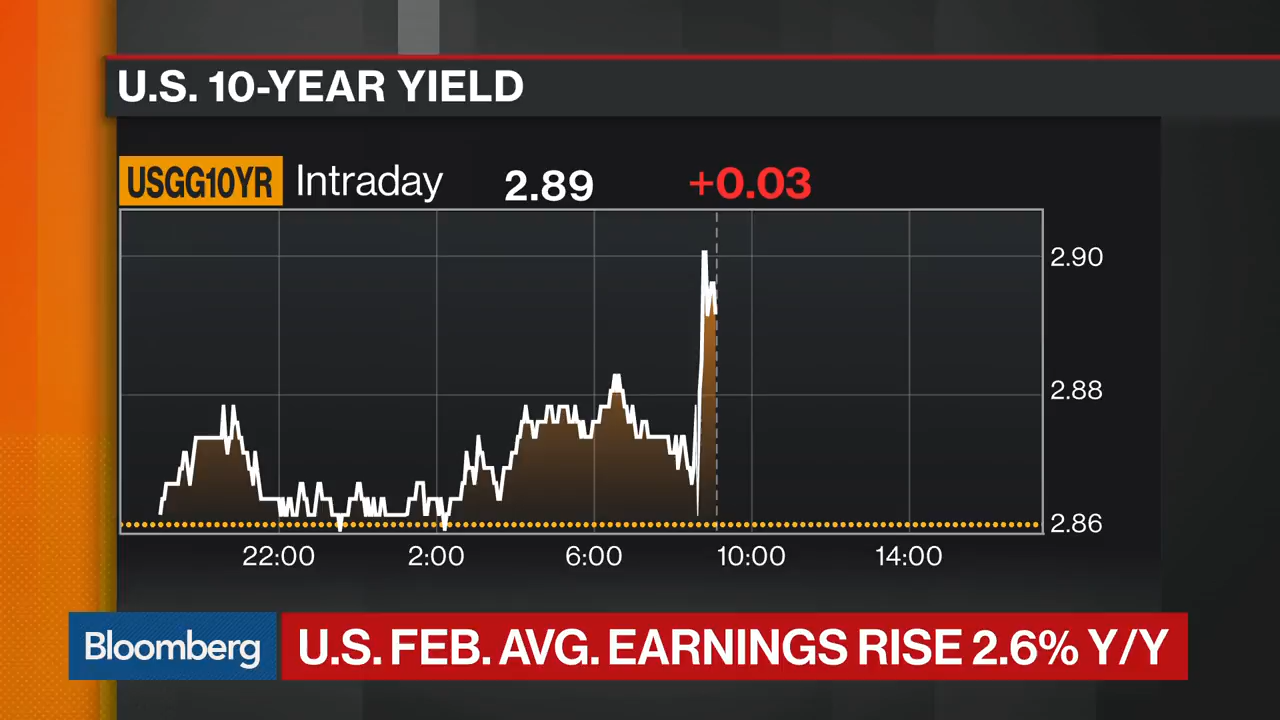 U.S. 10-YEAR YIELD
USGG10YR Intraday 2.89 +0.03
2.90
2.88
2.86
22:00 2:00 6:00 10:00 14:00
Bloomberg U.S. FEB. AVG. EARNINGS RISE 2.6% Y/Y